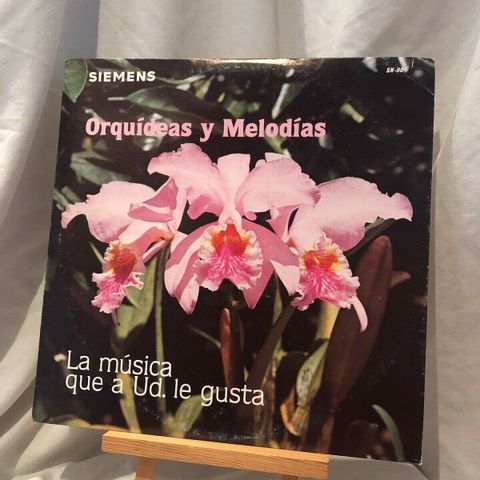 SIEMENS
Orquídeas y Melodías
La música
que a Ud. le gusta